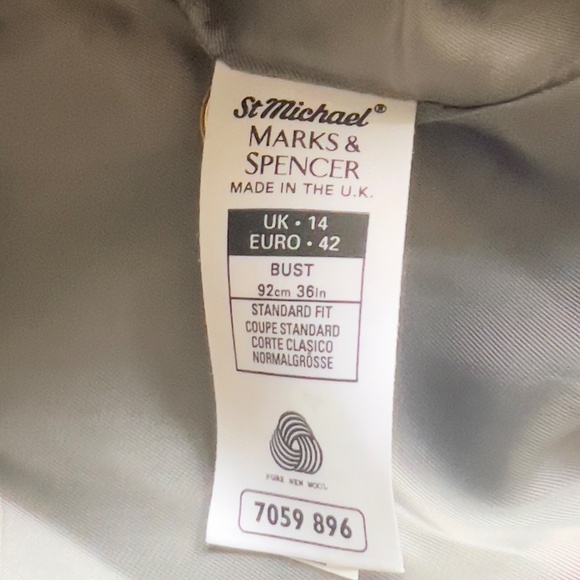 St Michael®
MARKS &
SPENCER
MADE IN THE U.K.
UK • 14
EURO • 42
BUST
92cm 36in
STANDARD FIT
COUPE STANDARD
CORTE CLAŞICO
NORMALGRÖSSE
PURE NEW WOOL
7059 896